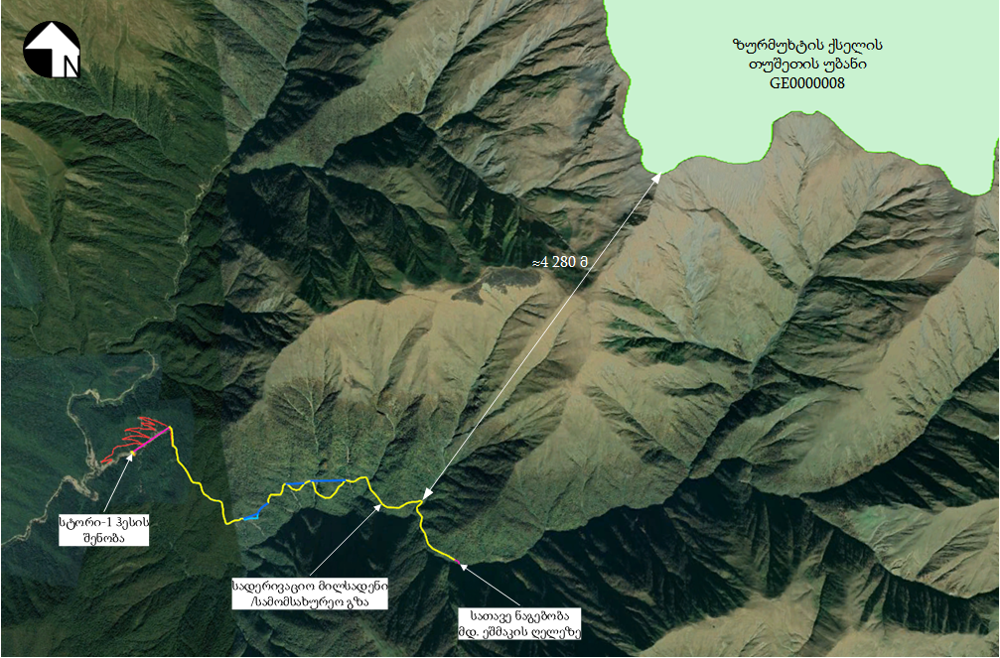 N
ზურმუხტის ქსელის
თუშეთის უბანი
GE0000008
≈4 280 მ
სტორი-1 ჰესის
შენობა
სადერივაციო მილსადენი
/სამომსახურეო გზა
სათავე ნაგებობა
მდ. ეშმაკის ღელეზე